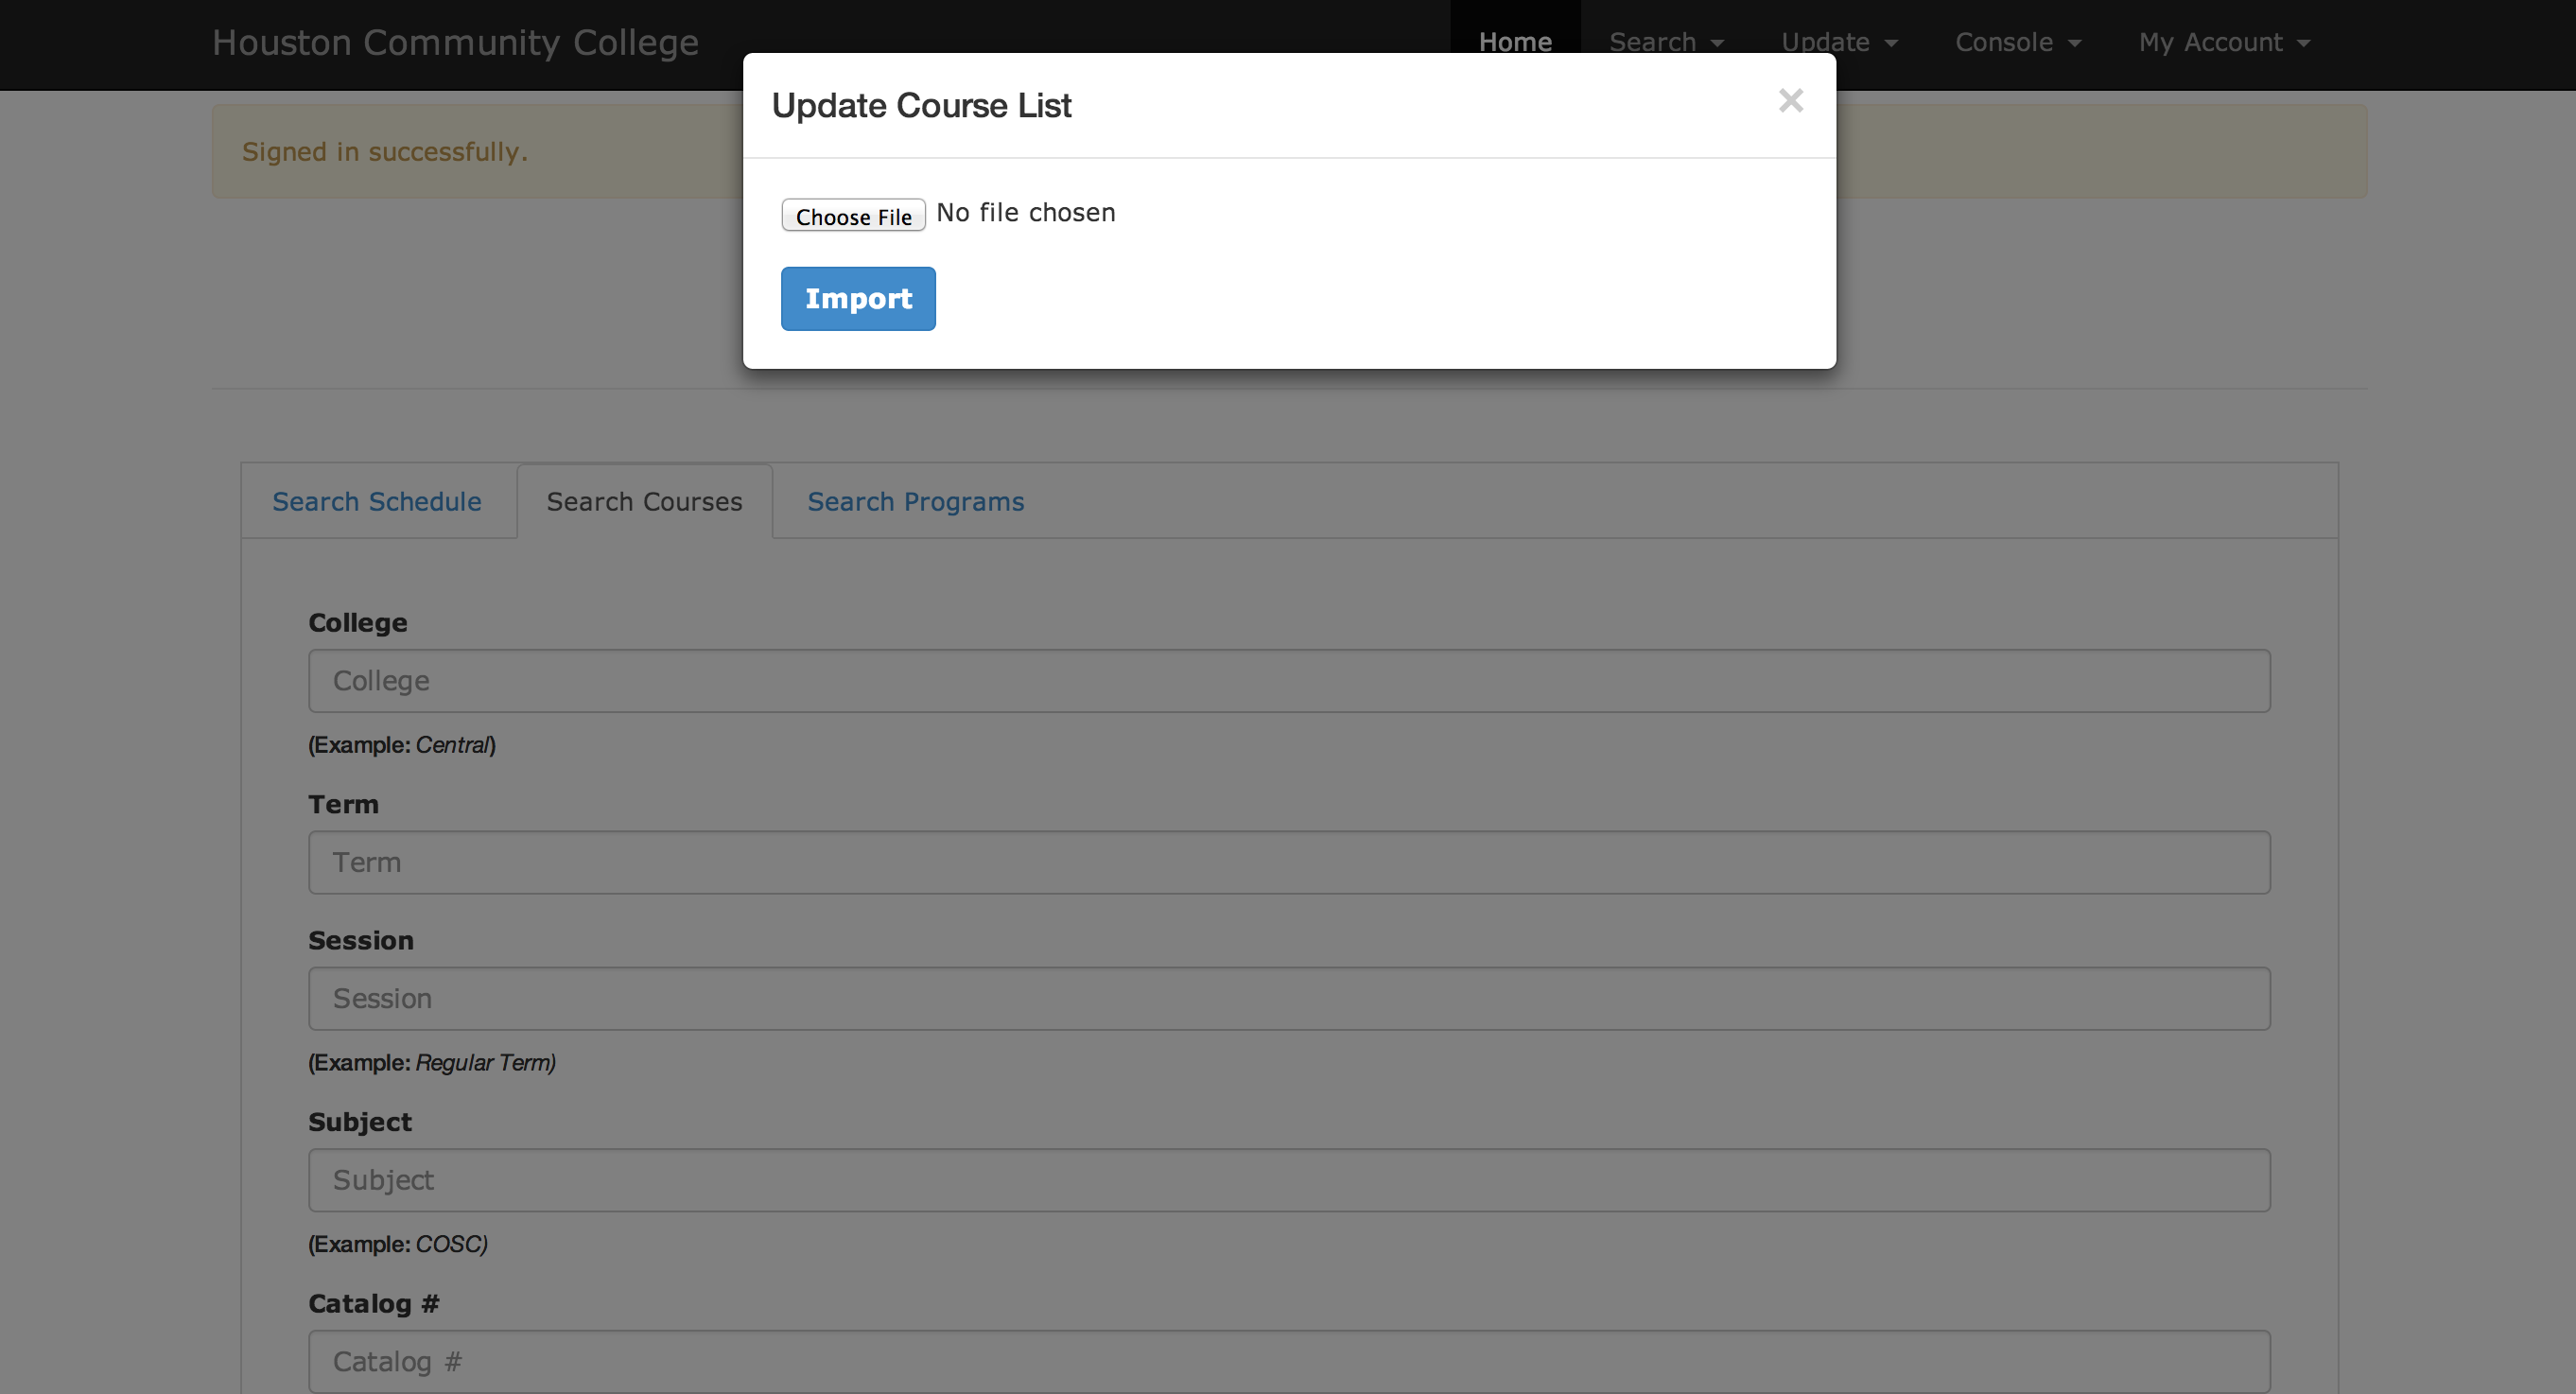 Houston Community College
Home Search Update Console My Account
Update Course List ×
Signed in successfully.
Choose File No file chosen
Import
Search Schedule Search Courses Search Programs
College
College
(Example: Central)
Term
Term
Session
Session
(Example: Regular Term)
Subject
Subject
(Example: COSC)
Catalog #
Catalog #